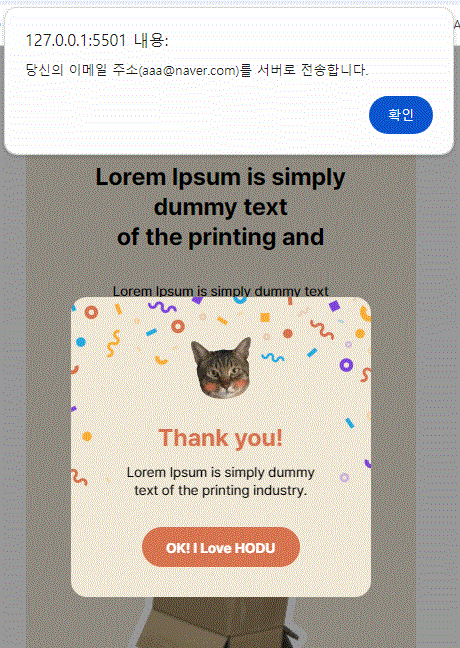 127.0.0.1:5501 내용:
당신의 이메일 주소(aaa@naver.com)를 서버로 전송합니다.
확인
Lorem Ipsum is simply
dummy text
of the printing and
Lorem Ipsum is simply dummy text
Thank you!
Lorem Ipsum is simply dummy
text of the printing industry.
OK! I Love HODU